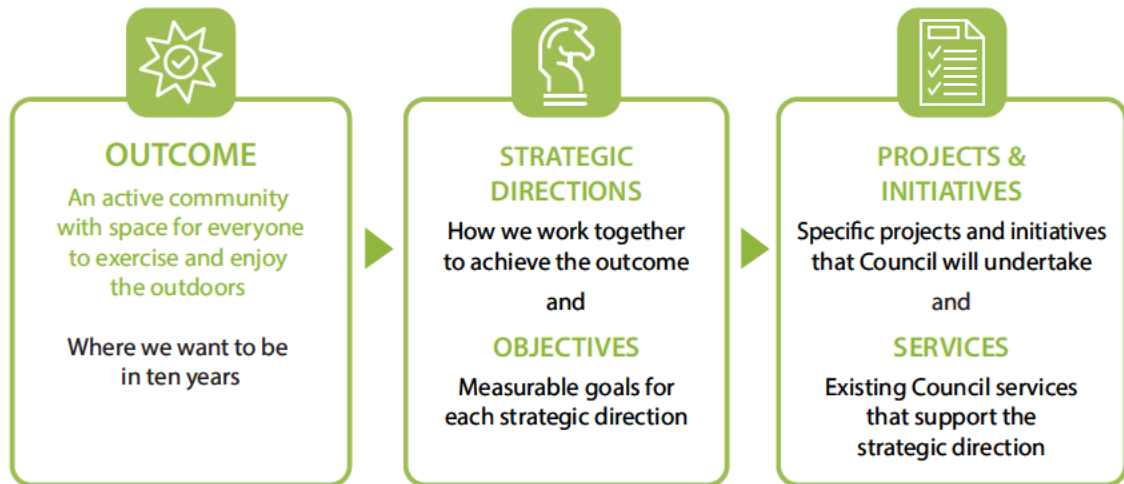 OUTCOME
An active community
with space for everyone
to exercise and enjoy
the outdoors
Where we want to be
in ten years
STRATEGIC
DIRECTIONS
How we work together
to achieve the outcome
and
OBJECTIVES
Measurable goals for
each strategic direction
PROJECTS &
INITIATIVES
Specific projects and initiatives
that Council will undertake
and
SERVICES
Existing Council services
that support the
strategic direction